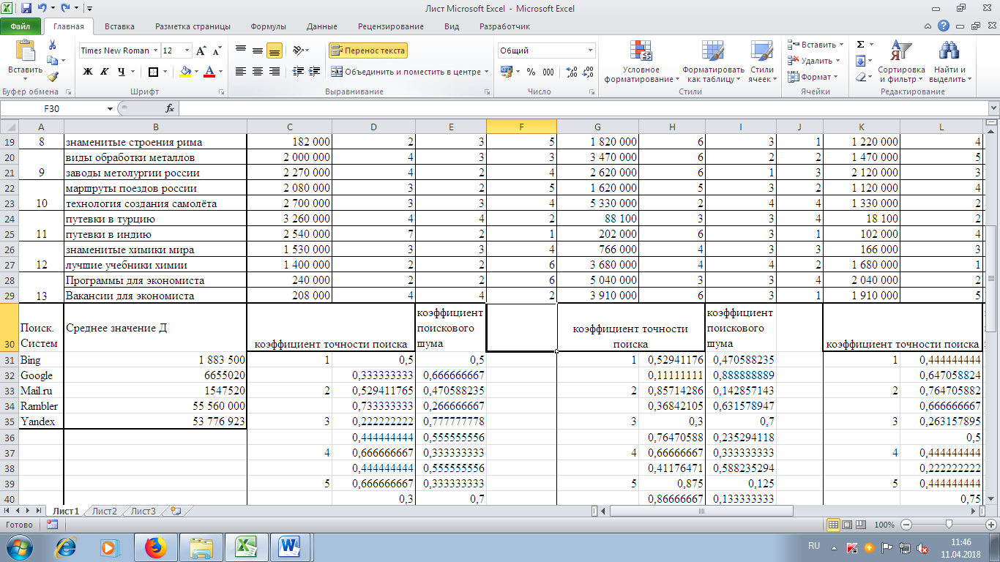 Лист Microsoft Excel - Microsoft Excel
Файл Главная Вставка Разметка страницы Формулы Данные Рецензирование Вид Разработчик
Вставить Times New Roman 12 Ж К Ч А Перенос текста Объединить и поместить в центре Общий % 000 Условное форматирование Форматировать как таблицу Стили ячеек Вставить Удалить Формат Σ Сортировка и фильтр Найти и выделить
Буфер обмена Шрифт Выравнивание Число Стили Ячейки Редактирование
F30 fx
A B C D E F G H I J K L
19 8 знаменитые строения рима 182 000 2 3 5 1 820 000 6 3 1 1 220 000 4
20 виды обработки металлов 2 000 000 4 3 3 3 470 000 6 2 2 1 470 000 5
21 9 заводы метолургии россии 2 270 000 4 2 4 2 620 000 6 1 3 2 120 000 3
22 маршруты поездов россии 2 080 000 3 2 5 1 620 000 5 3 2 1 120 000 4
23 10 технология создания самолёта 2 700 000 3 3 4 5 330 000 2 4 4 1 330 000 2
24 путевки в турцию 3 260 000 4 4 2 88 100 3 3 4 18 100 2
25 11 путевки в индию 2 540 000 7 2 1 202 000 6 3 1 102 000 4
26 знаменитые химики мира 1 530 000 3 3 4 766 000 4 3 3 166 000 3
27 12 лучшие учебники химии 1 400 000 2 2 6 3 680 000 4 4 2 1 680 000 1
28 Программы для экономиста 240 000 2 2 6 5 040 000 3 3 4 2 040 000 2
29 13 Вакансии для экономиста 208 000 4 4 2 3 910 000 6 3 1 1 910 000 5
30 Поиск. Систем Среднее значение Д коэффициент точности поиска коэффициент поискового шума коэффициент точности поиска коэффициент поискового шума коэффициент точности поиска
31 Bing 1 883 500 1 0,5 0,5 1 0,52941176 0,470588235 1 0,444444444
32 Google 6655020 0,333333333 0,666666667 0,11111111 0,888888889 0,647058824
33 Mail.ru 1547520 2 0,529411765 0,470588235 2 0,85714286 0,142857143 2 0,764705882
34 Rambler 55 560 000 0,733333333 0,266666667 0,36842105 0,631578947 0,666666667
35 Yandex 53 776 923 3 0,222222222 0,777777778 3 0,3 0,7 3 0,263157895
36 0,444444444 0,555555556 0,76470588 0,235294118 0,5
37 4 0,666666667 0,333333333 4 0,66666667 0,333333333 4 0,444444444
38 0,444444444 0,555555556 0,41176471 0,588235294 0,222222222
39 5 0,666666667 0,333333333 5 0,875 0,125 5 0,444444444
40 0,3 0,7 0,86666667 0,133333333 0,75
Лист1 Лист2 Лист3
Готово 100%
RU 11:46
11.04.2018